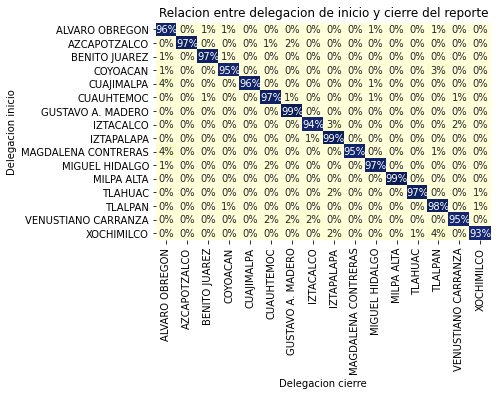 Relacion entre delegacion de inicio y cierre del reporte
Delegacion inicio
ALVARO OBREGON 96% 0% 1% 1% 0% 0% 0% 0% 0% 0% 1% 0% 0% 1% 0% 0%
AZCAPOTZALCO 0% 97% 0% 0% 0% 1% 2% 0% 0% 0% 0% 0% 0% 0% 0% 0%
BENITO JUAREZ 1% 0% 97% 1% 0% 0% 0% 0% 0% 0% 0% 0% 0% 0% 0% 0%
COYOACAN 1% 0% 0% 95% 0% 0% 0% 0% 0% 0% 0% 0% 0% 3% 0% 0%
CUAJIMALPA 4% 0% 0% 0% 96% 0% 0% 0% 0% 0% 1% 0% 0% 0% 0% 0%
CUAUHTEMOC 0% 0% 1% 0% 0% 97% 1% 0% 0% 0% 1% 0% 0% 0% 1% 0%
GUSTAVO A. MADERO 0% 0% 0% 0% 0% 0% 99% 0% 0% 0% 0% 0% 0% 0% 0% 0%
IZTACALCO 0% 0% 0% 0% 0% 0% 0% 94% 3% 0% 0% 0% 0% 0% 2% 0%
IZTAPALAPA 0% 0% 0% 0% 0% 0% 0% 1% 99% 0% 0% 0% 0% 0% 0% 0%
MAGDALENA CONTRERAS 4% 0% 0% 0% 0% 0% 0% 0% 0% 95% 0% 0% 0% 1% 0% 0%
MIGUEL HIDALGO 1% 0% 0% 0% 0% 2% 0% 0% 0% 0% 97% 0% 0% 0% 0% 0%
MILPA ALTA 0% 0% 0% 0% 0% 0% 0% 0% 0% 0% 0% 99% 0% 0% 0% 0%
TLAHUAC 0% 0% 0% 0% 0% 0% 0% 0% 2% 0% 0% 0% 97% 0% 0% 1%
TLALPAN 0% 0% 0% 1% 0% 0% 0% 0% 0% 0% 0% 0% 0% 98% 0% 1%
VENUSTIANO CARRANZA 0% 0% 0% 0% 0% 2% 2% 2% 0% 0% 0% 0% 0% 0% 95% 0%
XOCHIMILCO 0% 0% 0% 0% 0% 0% 0% 0% 2% 0% 0% 0% 1% 4% 0% 93%
ALVARO OBREGON
AZCAPOTZALCO
BENITO JUAREZ
COYOACAN
CUAJIMALPA
CUAUHTEMOC
GUSTAVO A. MADERO
IZTACALCO
IZTAPALAPA
MAGDALENA CONTRERAS
MIGUEL HIDALGO
MILPA ALTA
TLAHUAC
TLALPAN
VENUSTIANO CARRANZA
XOCHIMILCO
Delegacion cierre